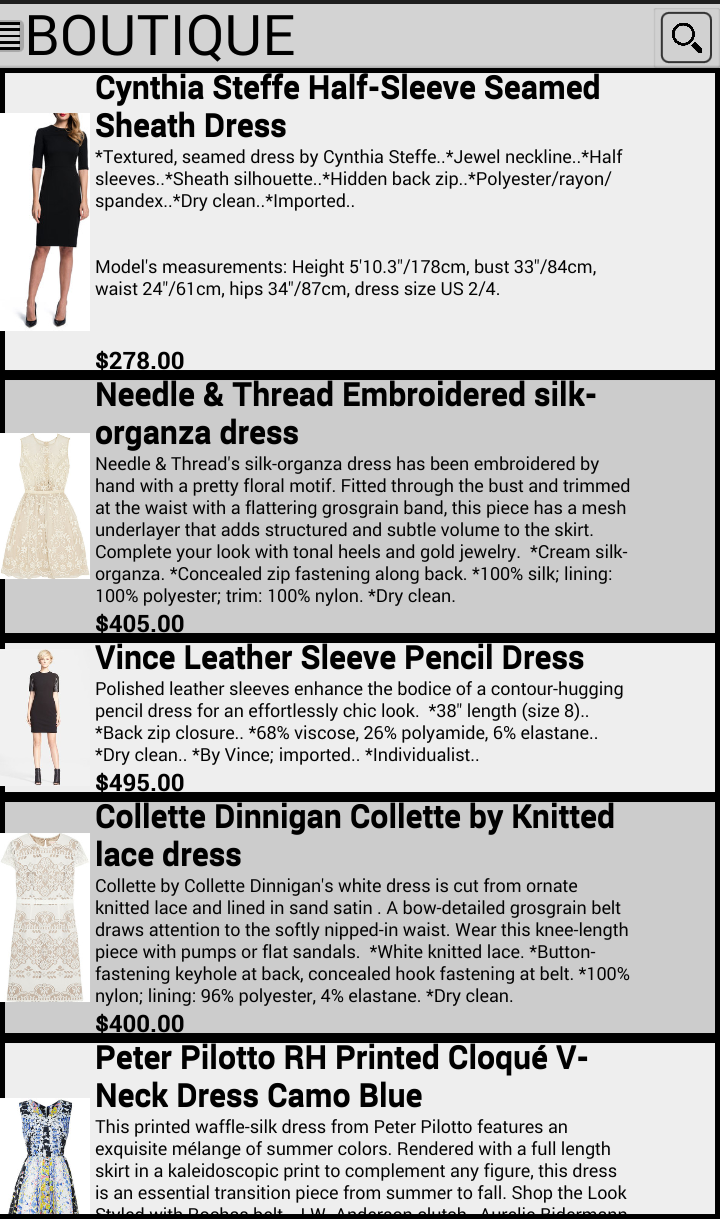 BOUTIQUE
Cynthia Steffe Half-Sleeve Seamed
Sheath Dress
*Textured, seamed dress by Cynthia Steffe..*Jewel neckline..*Half
sleeves..*Sheath silhouette..*Hidden back zip..*Polyester/rayon/
spandex..*Dry clean..*Imported..
Model's measurements: Height 5'10.3"/178cm, bust 33"/84cm,
waist 24"/61cm, hips 34"/87cm, dress size US 2/4.
$278.00
Needle & Thread Embroidered silk-
organza dress
Needle & Thread's silk-organza dress has been embroidered by
hand with a pretty floral motif. Fitted through the bust and trimmed
at the waist with a flattering grosgrain band, this piece has a mesh
underlayer that adds structured and subtle volume to the skirt.
Complete your look with tonal heels and gold jewelry.  *Cream silk-
organza. *Concealed zip fastening along back. *100% silk; lining:
100% polyester; trim: 100% nylon. *Dry clean.
$405.00
Vince Leather Sleeve Pencil Dress
Polished leather sleeves enhance the bodice of a contour-hugging
pencil dress for an effortlessly chic look.  *38" length (size 8)..
*Back zip closure.. *68% viscose, 26% polyamide, 6% elastane..
*Dry clean.. *By Vince; imported.. *Individualist..
$495.00
Collette Dinnigan Collette by Knitted
lace dress
Collette by Collette Dinnigan's white dress is cut from ornate
knitted lace and lined in sand satin . A bow-detailed grosgrain belt
draws attention to the softly nipped-in waist. Wear this knee-length
piece with pumps or flat sandals.  *White knitted lace. *Button-
fastening keyhole at back, concealed hook fastening at belt. *100%
nylon; lining: 96% polyester, 4% elastane. *Dry clean.
$400.00
Peter Pilotto RH Printed Cloqué V-
Neck Dress Camo Blue
This printed waffle-silk dress from Peter Pilotto features an
exquisite mélange of summer colors. Rendered with a full length
skirt in a kaleidoscopic print to complement any figure, this dress
is an essential transition piece from summer to fall. Shop the Look
Styled with Rochas belt, J.W. Anderson clutch, Aurelie Bidermann